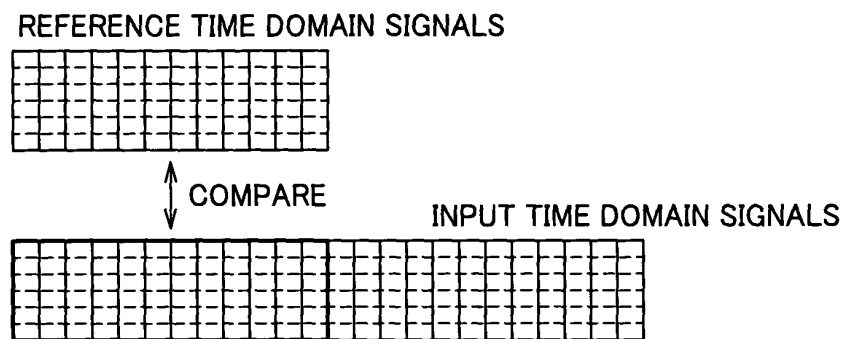 REFERENCE TIME DOMAIN SIGNALS
COMPARE
INPUT TIME DOMAIN SIGNALS